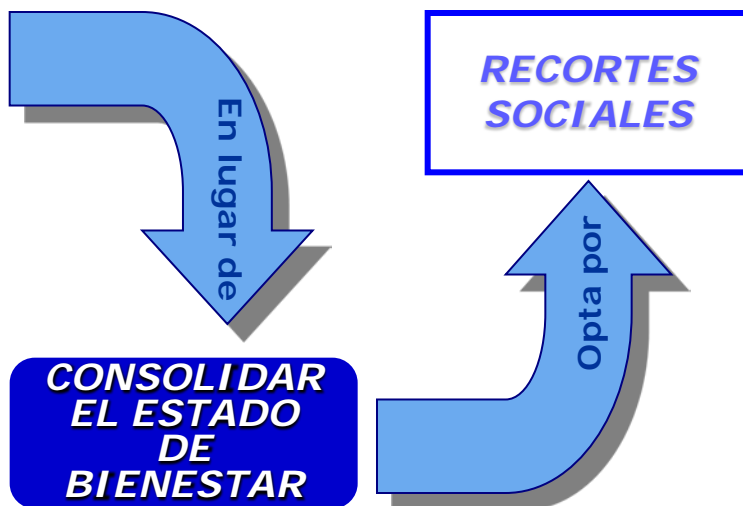 En lugar de
CONSOLIDAR
EL ESTADO
DE
BIENESTAR
Opta por
RECORTES
SOCIALES